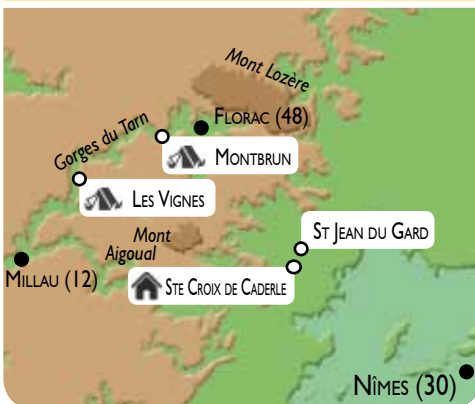 Mont Lozère
FLORAC (48)
Gorges du Tarn
MONTBRUN
LES VIGNES
ST JEAN DU GARD
Mont
Aigoual
MILLAU (12)
STE CROIX DE CADERLE
NÎMES (30)